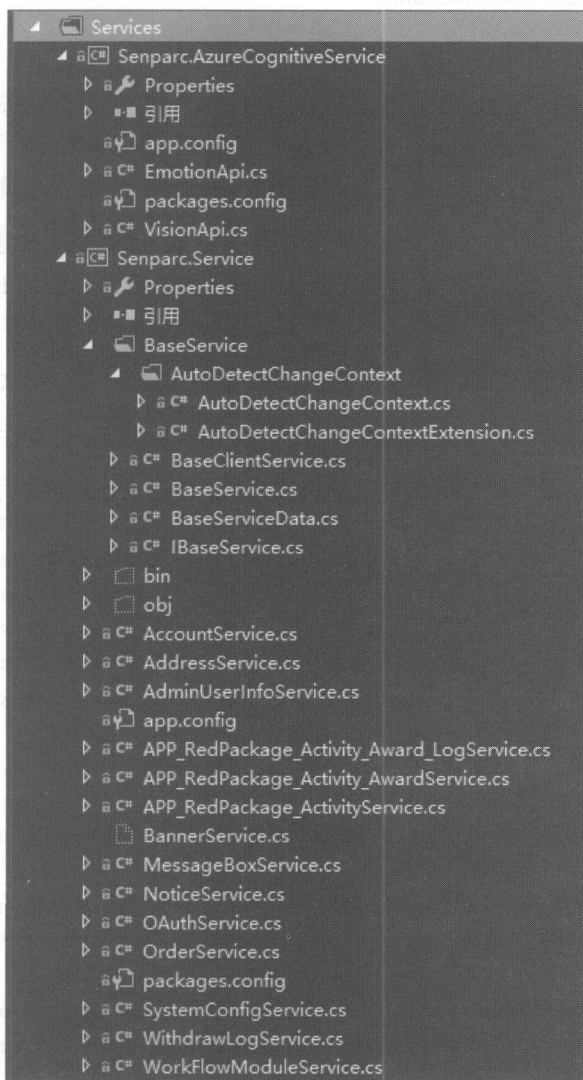 Services
C# Senparc.AzureCognitiveService
Properties
引用
app.config
C# EmotionApi.cs
packages.config
C# VisionApi.cs
C# Senparc.Service
Properties
引用
BaseService
AutoDetectChangeContext
C# AutoDetectChangeContext.cs
C# AutoDetectChangeContextExtension.cs
C# BaseClientService.cs
C# BaseService.cs
C# BaseServiceData.cs
C# IBaseService.cs
bin
obj
C# AccountService.cs
C# AddressService.cs
C# AdminUserInfoService.cs
app.config
C# APP_RedPackage_Activity_Award_LogService.cs
C# APP_RedPackage_Activity_AwardService.cs
C# APP_RedPackage_ActivityService.cs
BannerService.cs
C# MessageBoxService.cs
C# NoticeService.cs
C# OAuthService.cs
C# OrderService.cs
packages.config
C# SystemConfigService.cs
C# WithdrawLogService.cs
C# WorkFlowModuleService.cs